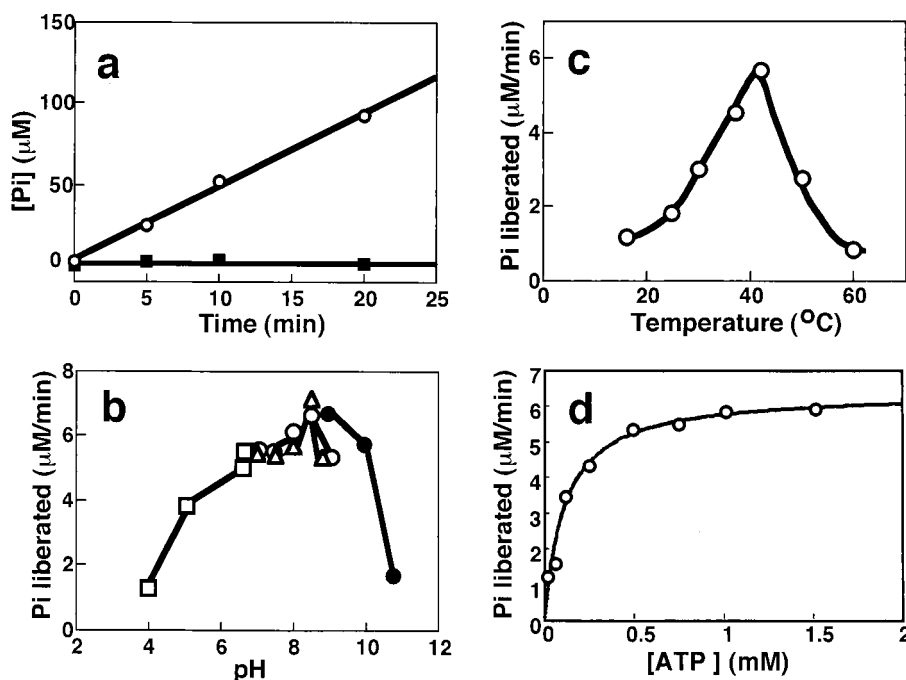 a
150
100
50
0
[Pi] (μM)
0 5 10 15 20 25
Time (min)
c
6
4
2
0
Pi liberated (μM/min)
0 20 40 60
Temperature (°C)
b
8
6
4
2
0
Pi liberated (μM/min)
2 4 6 8 10 12
pH
d
7
6
5
4
3
2
1
0
Pi liberated (μM/min)
0 0.5 1 1.5 2
[ATP ] (mM)